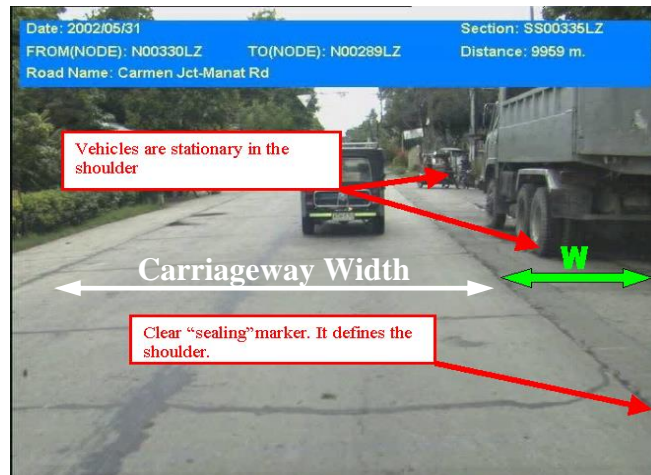 Date: 2002/05/31
Section: SS00335LZ
FROM(NODE): N00330LZ
TO(NODE): N00289LZ
Distance: 9959 m.
Road Name: Carmen Jct-Manat Rd
Vehicles are stationary in the
shoulder
W
Carriageway Width
Clear “sealing”marker. It defines the
shoulder.